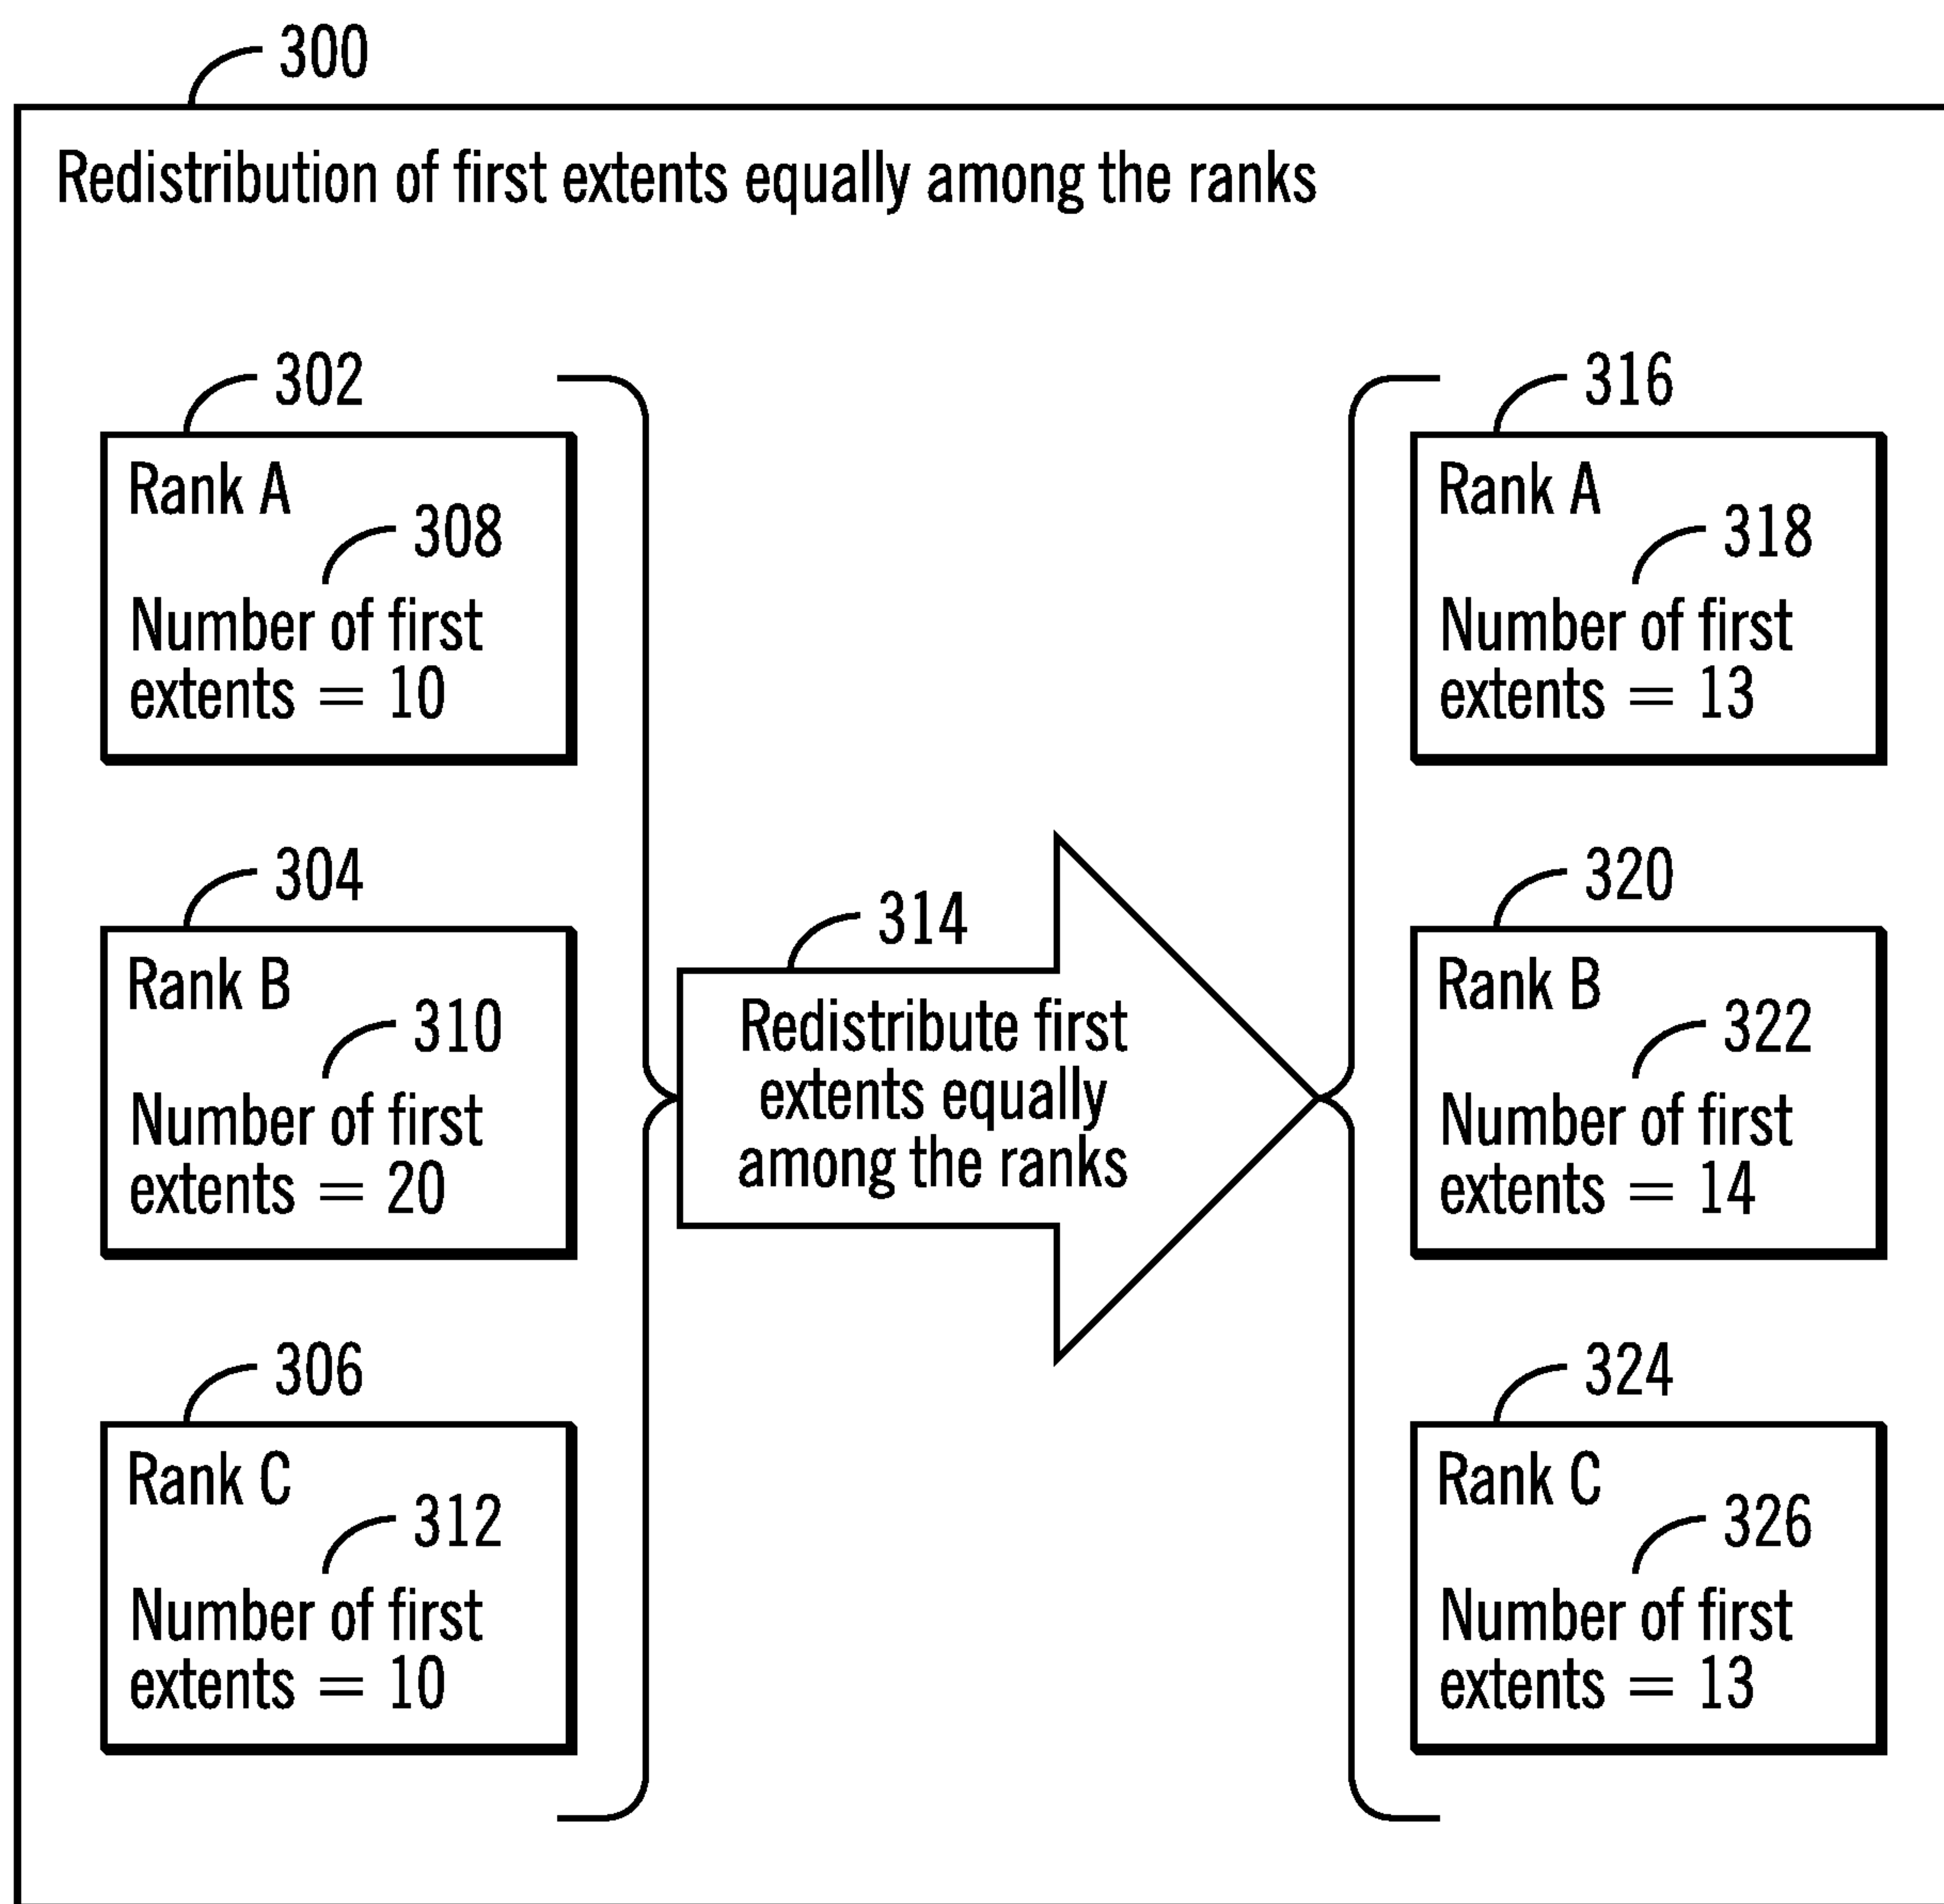 300
Redistribution of first extents equally among the ranks
302
Rank A
308
Number of first
extents = 10
304
Rank B
310
Number of first
extents = 20
306
Rank C
312
Number of first
extents = 10
314
Redistribute first
extents equally
among the ranks
316
Rank A
318
Number of first
extents = 13
320
Rank B
322
Number of first
extents = 14
324
Rank C
326
Number of first
extents = 13